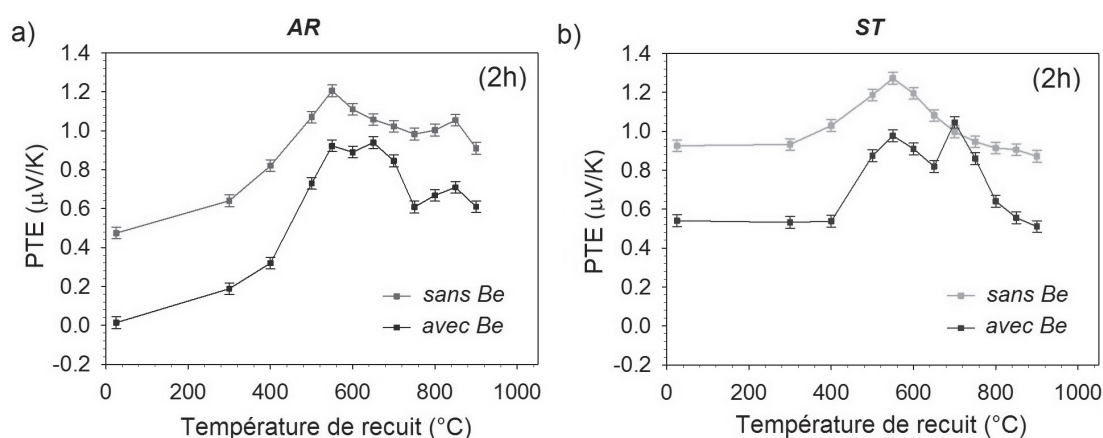 a)
AR
1.4
1.2
1.0
0.8
0.6
0.4
0.2
0.0
-0.2
PTE (µV/K)
(2h)
sans Be
avec Be
0 200 400 600 800 1000
Température de recuit (°C)
b)
ST
1.4
1.2
1.0
0.8
0.6
0.4
0.2
0.0
-0.2
PTE (µV/K)
(2h)
sans Be
avec Be
0 200 400 600 800 1000
Température de recuit (°C)